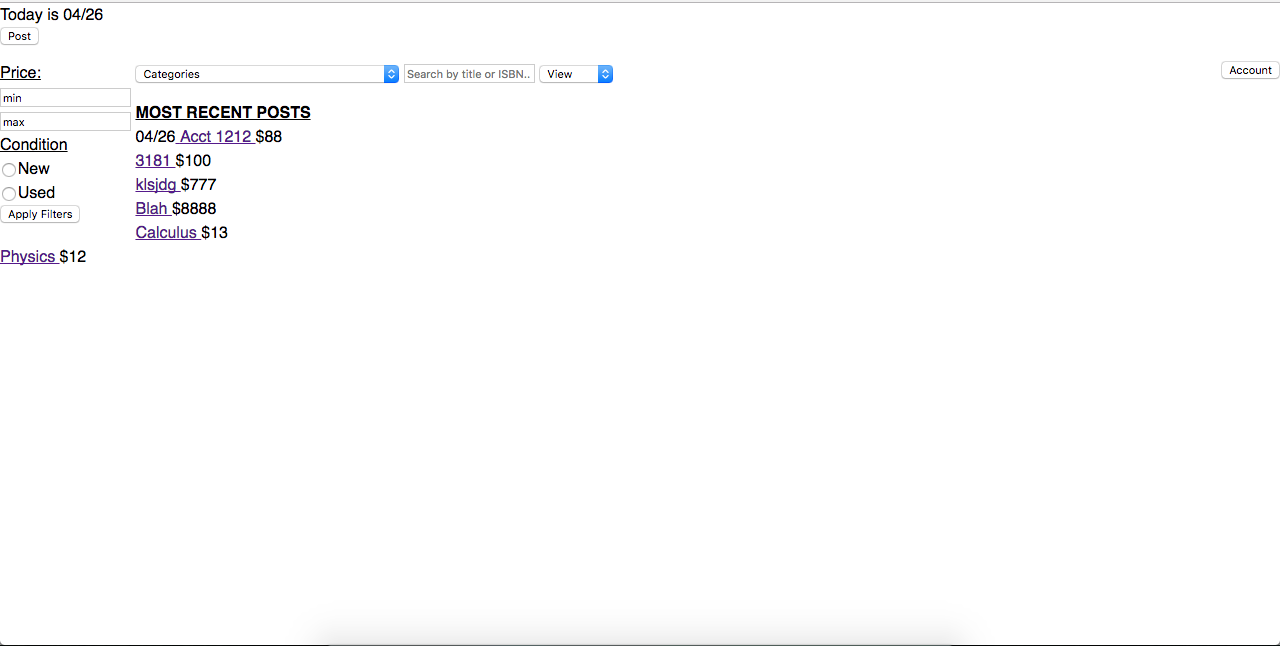 Today is 04/26
Post
Price:
min
max
Condition
New
Used
Apply Filters
Physics $12
Categories
Search by title or ISBN..
View
Account
MOST RECENT POSTS
04/26 Acct 1212 $88
3181 $100
klsjdg $777
Blah $8888
Calculus $13